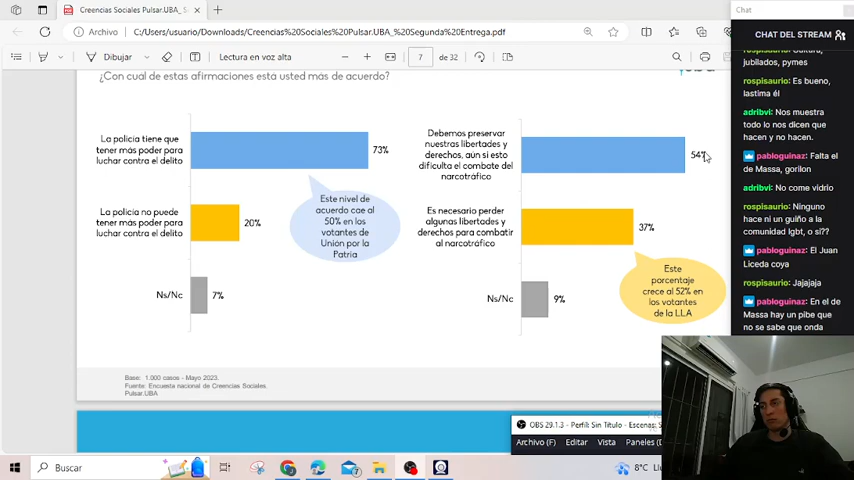 Creencias Sociales Pulsar.UBA_ S
Chat
Archivo
C:/Users/usuario/Downloads/Creencias%20Sociales%20Pulsar.UBA_%20Segunda%20Entrega.pdf
CHAT DEL STREAM
Dibujar
Lectura en voz alta
7
de 32
¿Con cuál de estas afirmaciones está usted más de acuerdo?
La policía tiene que
tener más poder para
luchar contra el delito
73%
La policía no puede
tener más poder para
luchar contra el delito
20%
Ns/Nc
7%
Este nivel de
acuerdo cae al
50% en los
votantes de
Unión por la
Patria
Debemos preservar
nuestras libertades y
derechos, aún si esto
dificulta el combate del
narcotráfico
54%
Es necesario perder
algunas libertades y
derechos para combatir
al narcotráfico
37%
Ns/Nc
9%
Este
porcentaje
crece al 52% en
los votantes
de la LLA
Base: 1.000 casos - Mayo 2023.
Fuente: Encuesta nacional de Creencias Sociales.
Pulsar.UBA
jubilados, pymes
rospisaurio: Es bueno,
lastima él
adribvi: Nos muestra
todo lo nos dicen que
hacen y no hacen.
pabloguinaz: Falta el
de Massa, gorilon
adribvi: No come vidrio
rospisaurio: Ninguno
hace ni un guiño a la
comunidad lgbt, o si??
pabloguinaz: El Juan
Liceda coya
rospisaurio: Jajajaja
pabloguinaz: En el de
Massa hay un pibe que
no se sabe que onda
OBS 29.1.3 - Perfil: Sin Título - Escenas: S
Archivo (F)
Editar
Vista
Paneles (D
Buscar
8°C